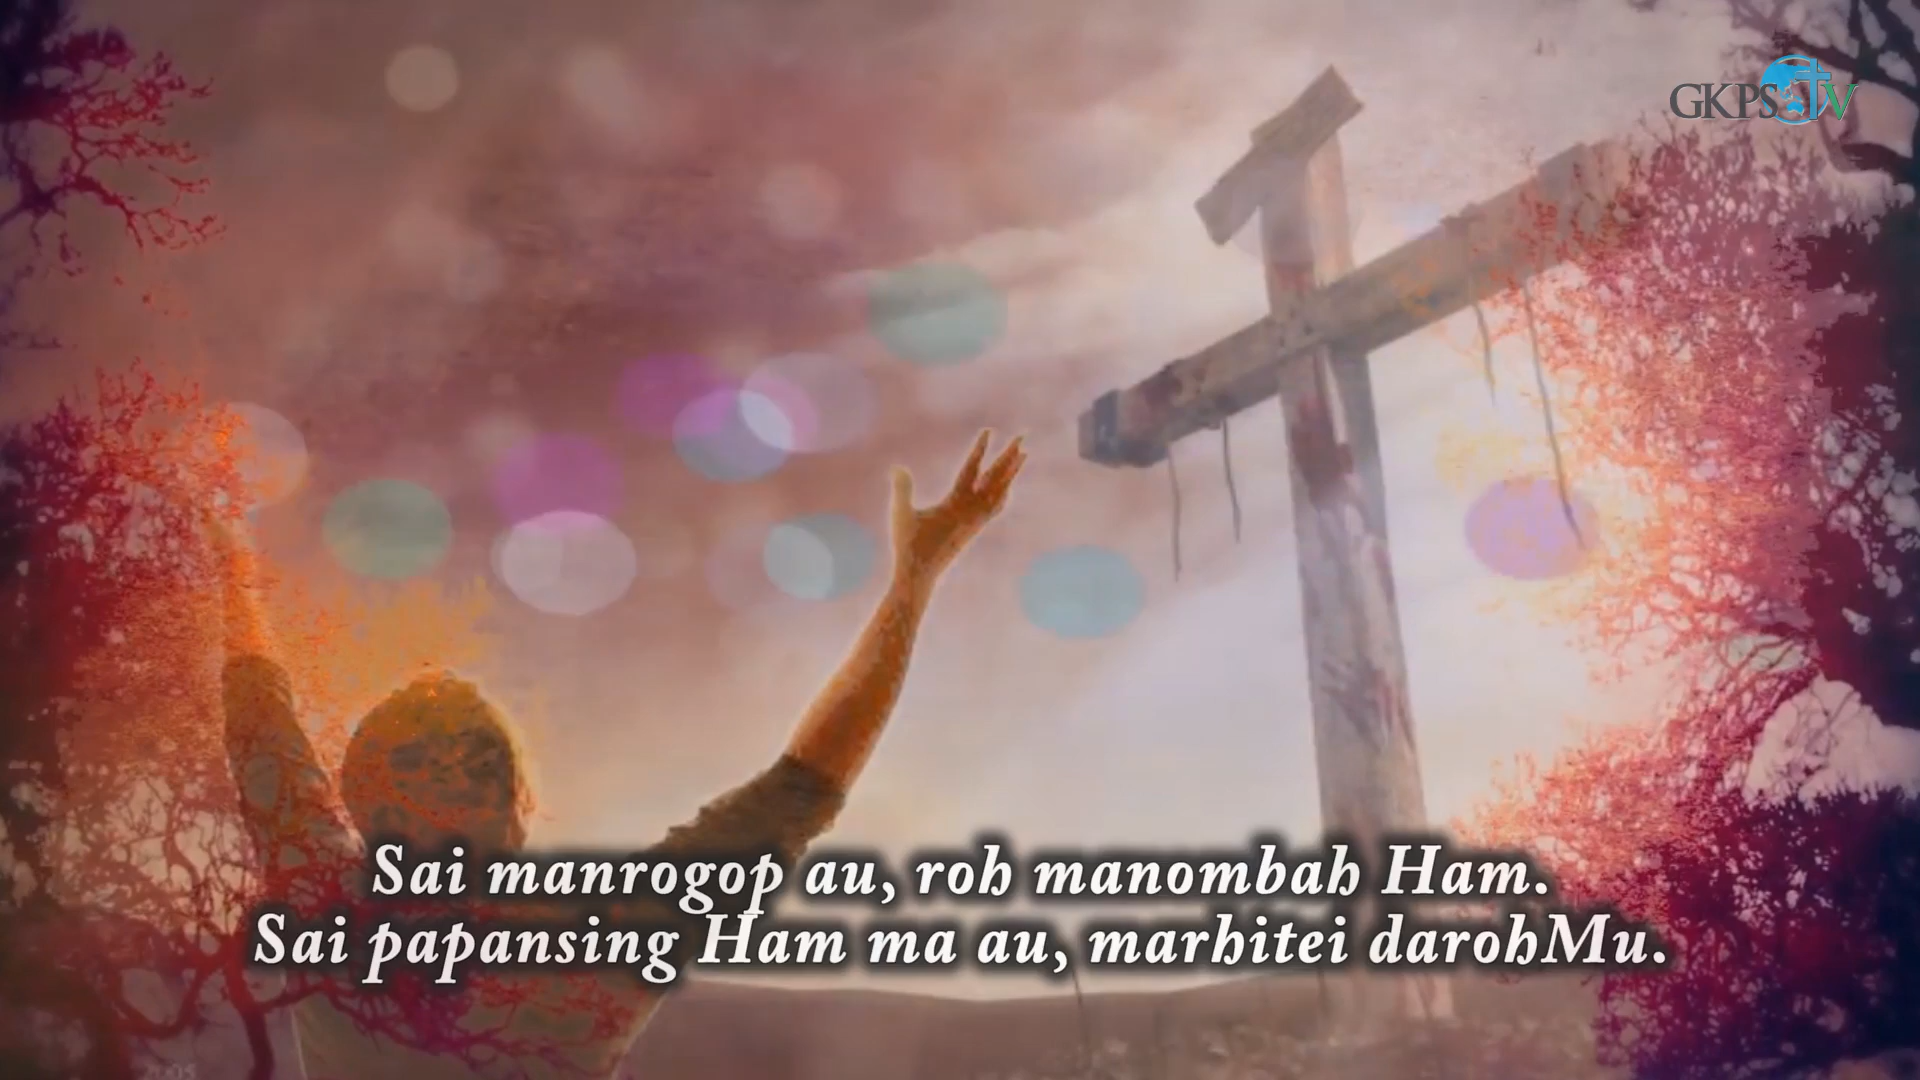 GKPS TV
Sai manrogop au, roh manombah Ham.
Sai papansing Ham ma au, marhitei darohMu.